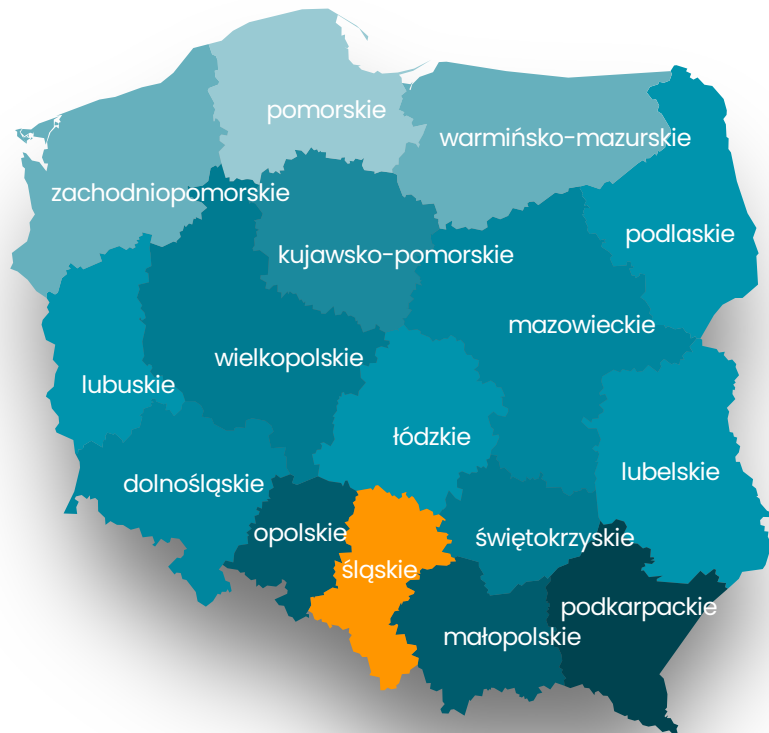 pomorskie
warmińsko-mazurskie
zachodniopomorskie
podlaskie
kujawsko-pomorskie
mazowieckie
wielkopolskie
lubuskie
łódzkie
lubelskie
dolnośląskie
opolskie
świętokrzyskie
śląskie
podkarpackie
małopolskie